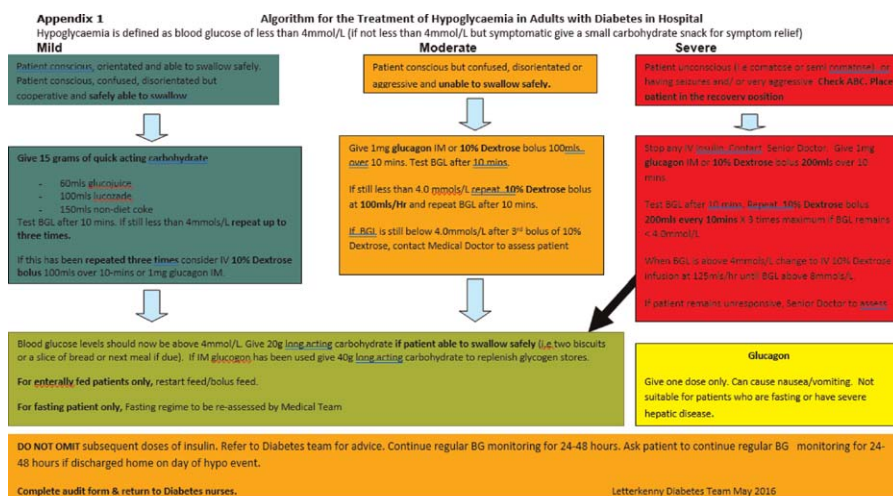 Appendix 1
Algorithm for the Treatment of Hypoglycaemia in Adults with Diabetes in Hospital
Hypoglycaemia is defined as blood glucose of less than 4mmol/L (if not less than 4mmol/L but symptomatic give a small carbohydrate snack for symptom relief)
Mild
Patient conscious, orientated and able to swallow safely.
Patient conscious, confused, disorientated but
cooperative and safely able to swallow
Give 15 grams of quick acting carbohydrate
- 60mls glucojuice
- 100mls lucozade
- 150mls non-diet coke
Test BGL after 10 mins. If still less than 4mmols/L repeat up to
three times.
If this has been repeated three times consider IV 10% Dextrose
bolus 100mls over 10-mins or 1mg glucagon IM.
Moderate
Patient conscious but confused, disorientated or
aggressive and unable to swallow safely.
Give 1mg glucagon IM or 10% Dextrose bolus 100mls
over 10 mins. Test BGL after 10 mins.
If still less than 4.0 mmols/L repeat 10% Dextrose bolus
at 100mls/Hr and repeat BGL after 10 mins.
If BGL is still below 4.0mmols/L after 3rd bolus of 10%
Dextrose, contact Medical Doctor to assess patient
Severe
Patient unconscious (i.e comatose or semi comatose), or
having seizures and/ or very aggressive. Check ABC. Place
patient in the recovery position
Stop any IV insulin. Contact Senior Doctor. Give 1mg
glucagon IM or 10% Dextrose bolus 200mls over 10
mins.
Test BGL after 10 mins. Repeat 10% Dextrose bolus
200mls every 10mins X 3 times maximum if BGL remains
< 4.0mmol/L
When BGL is above 4mmol/L change to IV 10% Dextrose
infusion at 125mls/hr until BGL above 8mmols/L.
If patient remains unresponsive, Senior Doctor to assess
Blood glucose levels should now be above 4mmol/L. Give 20g long acting carbohydrate if patient able to swallow safely (i.e. two biscuits
or a slice of bread or next meal if due). If IM glucogon has been used give 40g long acting carbohydrate to replenish glycogen stores.
For enterally fed patients only, restart feed/bolus feed.
For fasting patient only, Fasting regime to be re-assessed by Medical Team
Glucagon
Give one dose only. Can cause nausea/vomiting. Not
suitable for patients who are fasting or have severe
hepatic disease.
DO NOT OMIT subsequent doses of insulin. Refer to Diabetes team for advice. Continue regular BG monitoring for 24-48 hours. Ask patient to continue regular BG monitoring for 24-
48 hours if discharged home on day of hypo event.
Complete audit form & return to Diabetes nurses.
Letterkenny Diabetes Team May 2016